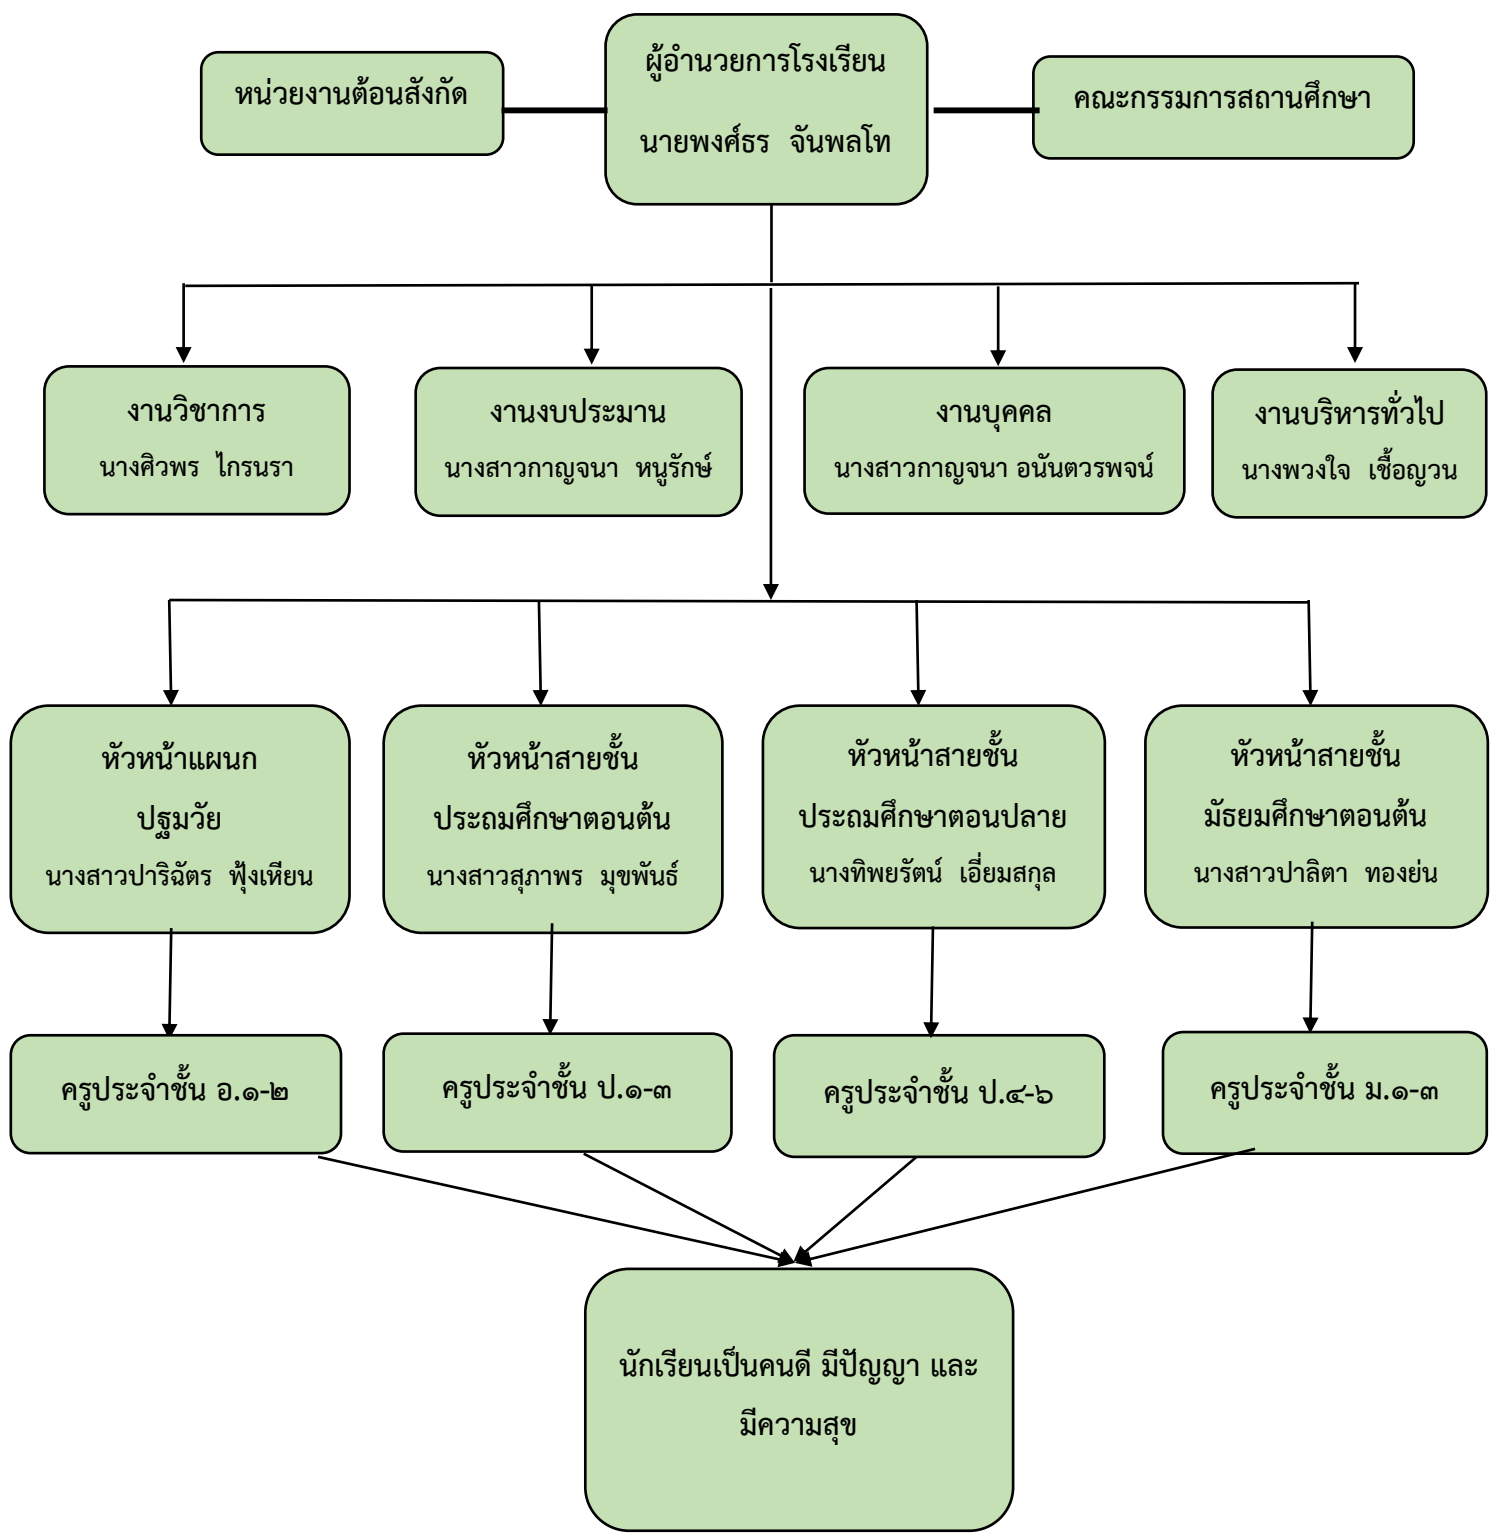 ผู้อำนวยการโรงเรียน
นายพงศ์ธร จันพลโท
หน่วยงานต้อนสังกัด
คณะกรรมการสถานศึกษา
งานวิชาการ
นางศิวพร ไกรนรา
งานงบประมาน
นางสาวกาญจนา หนูรักษ์
งานบุคคล
นางสาวกาญจนา อนันตวรพจน์
งานบริหารทั่วไป
นางพวงใจ เชื้อญวน
หัวหน้าแผนก
ปฐมวัย
นางสาวปาริฉัตร ฟุ้งเหียน
หัวหน้าสายชั้น
ประถมศึกษาตอนต้น
นางสาวสุภาพร มุขพันธ์
หัวหน้าสายชั้น
ประถมศึกษาตอนปลาย
นางทิพยรัตน์ เอี่ยมสกุล
หัวหน้าสายชั้น
มัธยมศึกษาตอนต้น
นางสาวปาลิตา ทองย่น
ครูประจำชั้น อ.๑-๒
ครูประจำชั้น ป.๑-๓
ครูประจำชั้น ป.๔-๖
ครูประจำชั้น ม.๑-๓
นักเรียนเป็นคนดี มีปัญญา และ
มีความสุข